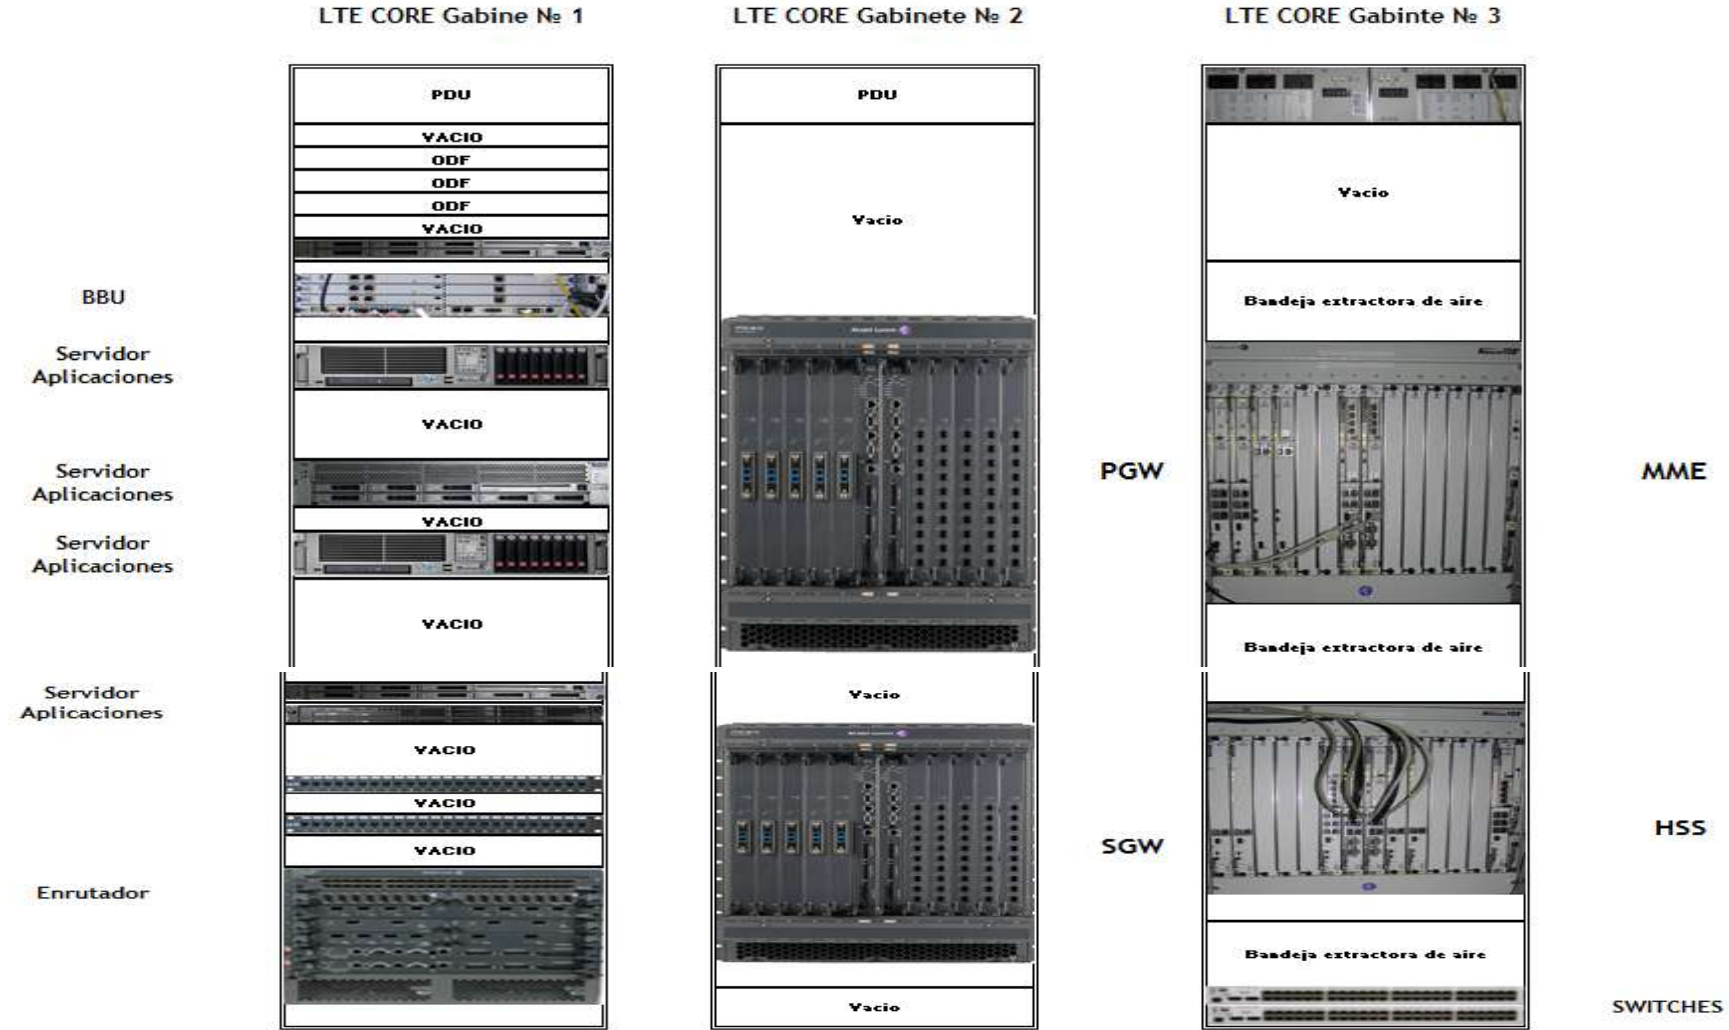 LTE CORE Gabine № 1
LTE CORE Gabinete № 2
LTE CORE Gabinte № 3
PDU
VACIO
ODF
ODF
ODF
VACIO
BBU
Servidor
Aplicaciones
VACIO
Servidor
Aplicaciones
VACIO
Servidor
Aplicaciones
VACIO
Servidor
Aplicaciones
VACIO
VACIO
VACIO
Enrutador
PDU
Vacio
PGW
Vacio
SGW
Vacio
Vacio
Bandeja extractora de aire
MME
Bandeja extractora de aire
HSS
Bandeja extractora de aire
SWITCHES